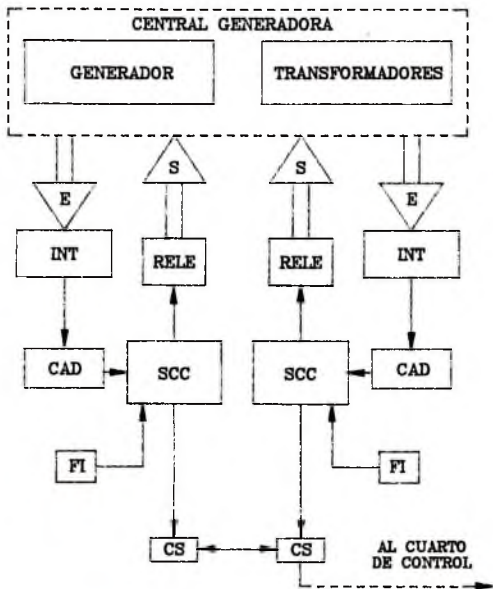 CENTRAL GENERADORA
GENERADOR
TRANSFORMADORES
E
S
S
E
INT
RELE
RELE
INT
CAD
SCC
SCC
CAD
FI
FI
CS
CS
AL CUARTO
DE CONTROL